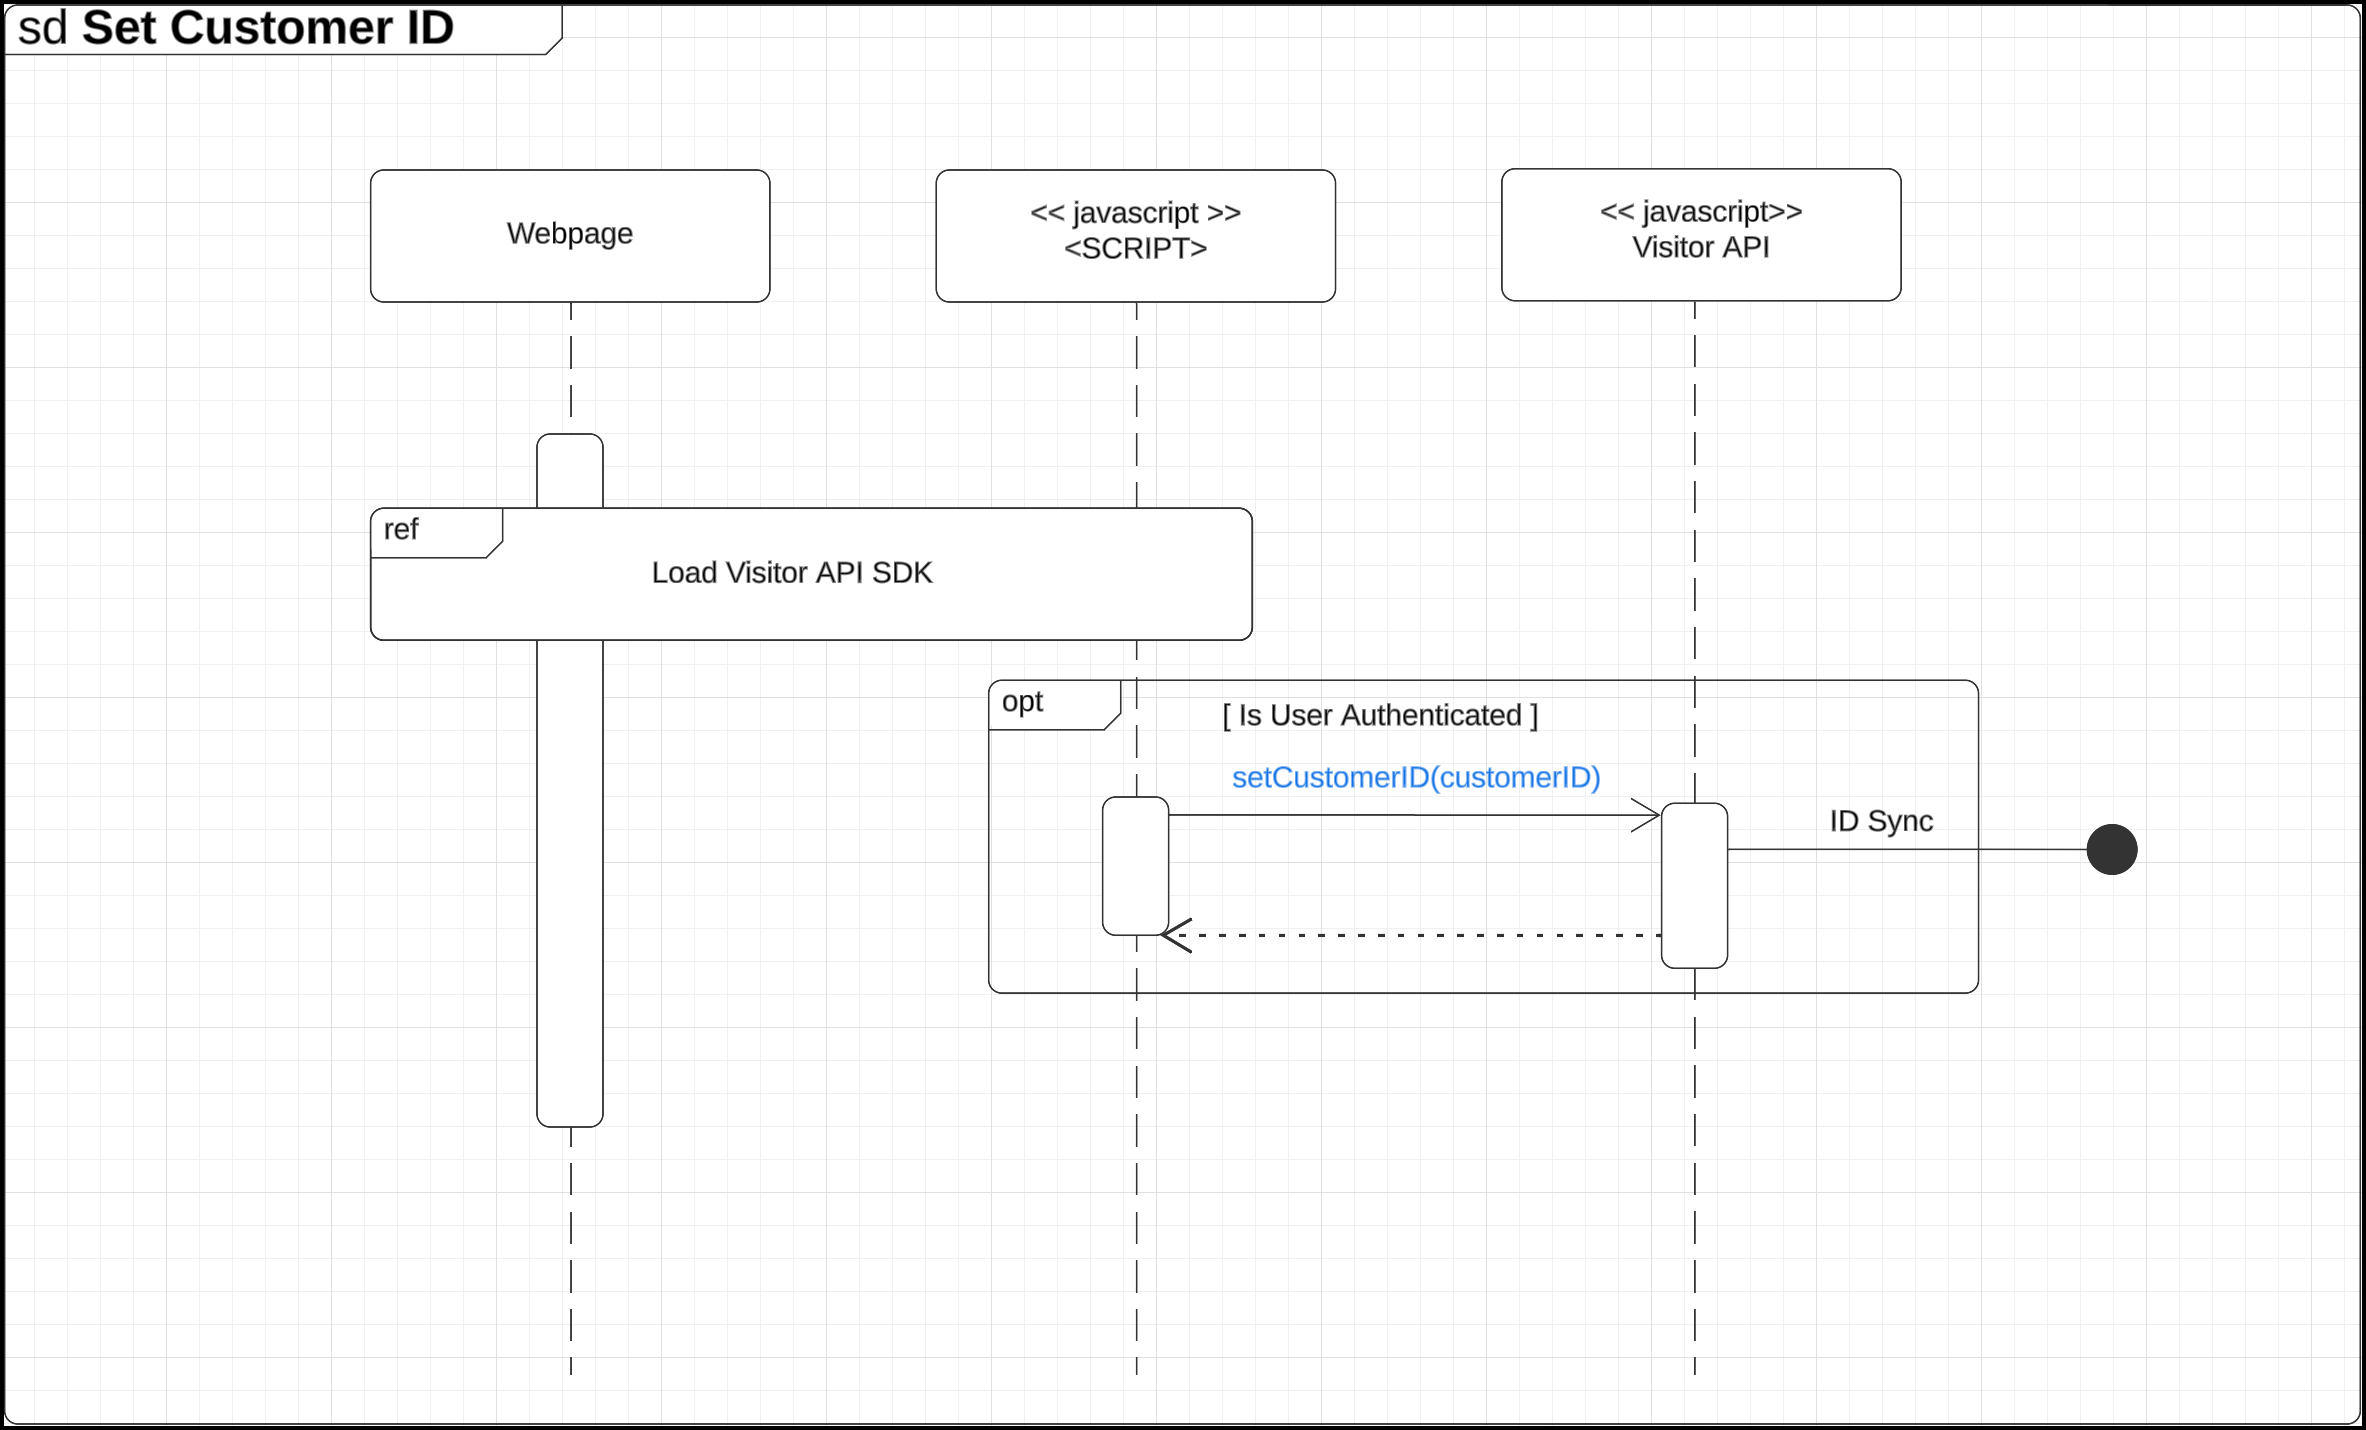 sd Set Customer ID
Webpage
<< javascript >>
<SCRIPT>
<< javascript>>
Visitor API
ref
Load Visitor API SDK
opt
[ Is User Authenticated ]
setCustomerID(customerID)
ID Sync